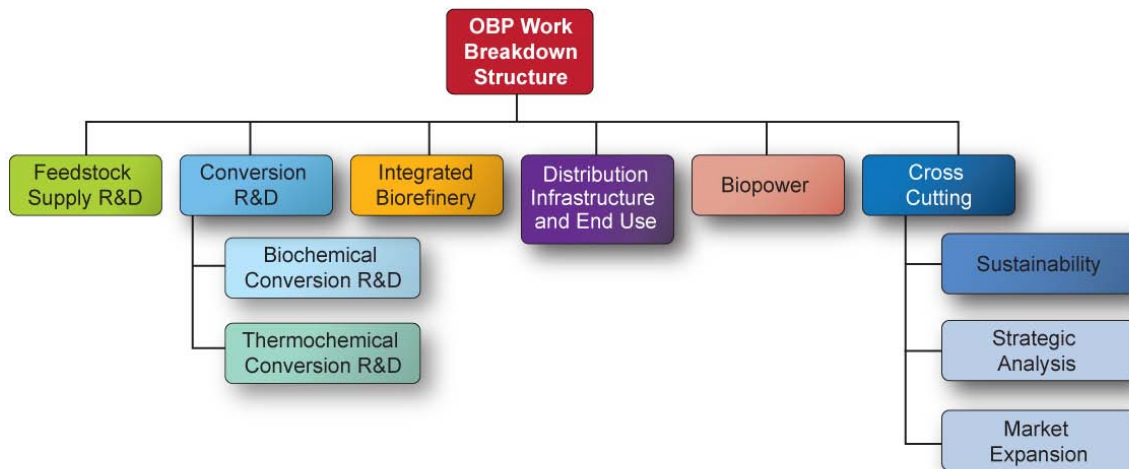 OBP Work
Breakdown
Structure
Feedstock
Supply R&D
Conversion
R&D
Integrated
Biorefinery
Distribution
Infrastructure
and End Use
Biopower
Cross
Cutting
Biochemical
Conversion R&D
Thermochemical
Conversion R&D
Sustainability
Strategic
Analysis
Market
Expansion